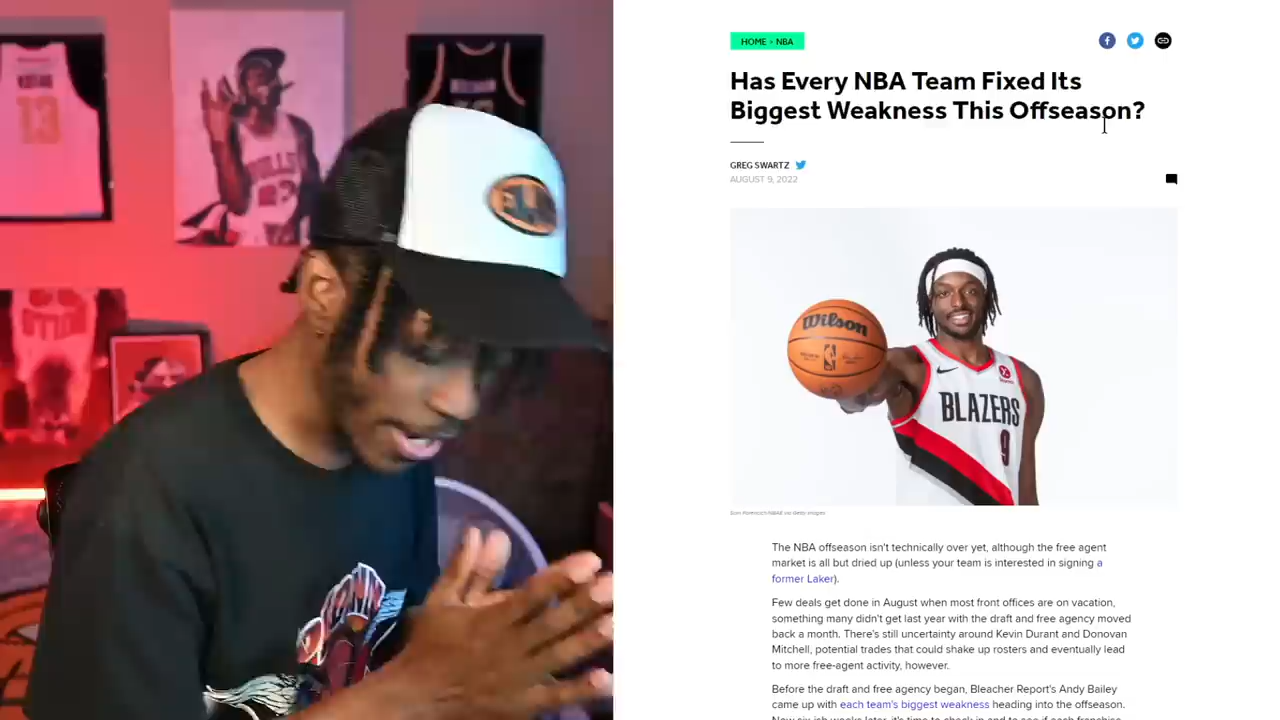 13
BULLS
23
HOME › NBA
Has Every NBA Team Fixed Its
Biggest Weakness This Offseason?
GREG SWARTZ
AUGUST 9, 2022
Wilson
BLAZERS
9
The NBA offseason isn't technically over yet, although the free agent
market is all but dried up (unless your team is interested in signing a
former Laker).
Few deals get done in August when most front offices are on vacation,
something many didn't get last year with the draft and free agency moved
back a month. There's still uncertainty around Kevin Durant and Donovan
Mitchell, potential trades that could shake up rosters and eventually lead
to more free-agent activity, however.
Before the draft and free agency began, Bleacher Report's Andy Bailey
came up with each team's biggest weakness heading into the offseason.